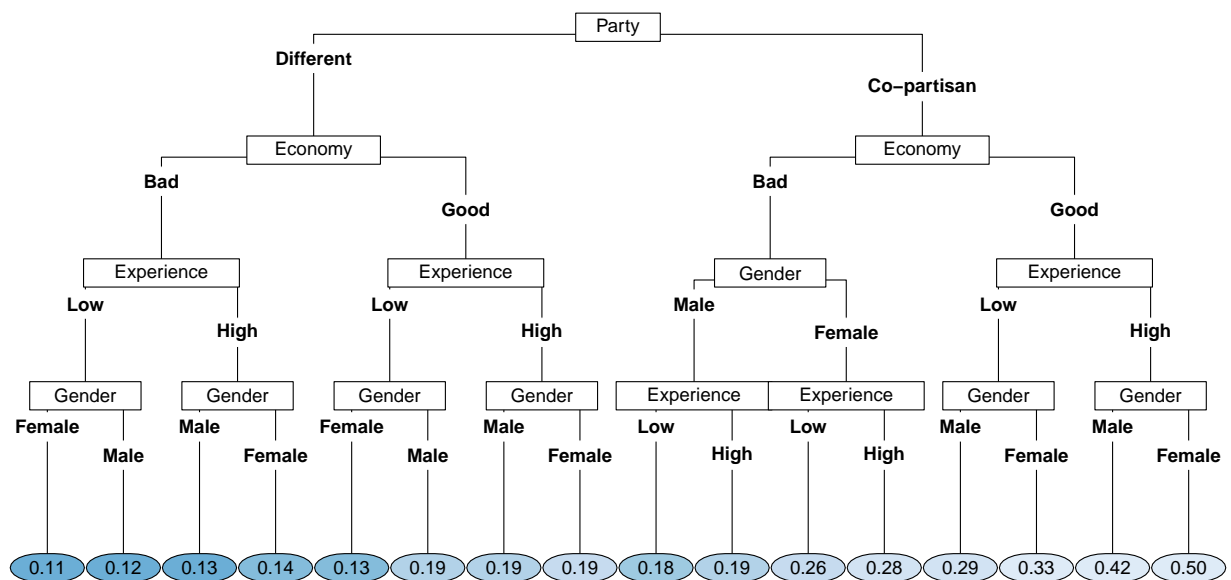 Party
Different
Co−partisan
Economy
Economy
Bad
Good
Bad
Good
Experience
Experience
Gender
Experience
Low
High
Low
High
Male
Female
Low
High
Gender
Gender
Gender
Gender
Experience
Experience
Gender
Gender
Female
Male
Male
Female
Female
Male
Male
Female
Low
High
Low
High
Male
Female
Male
Female
0.11
0.12
0.13
0.14
0.13
0.19
0.19
0.19
0.18
0.19
0.26
0.28
0.29
0.33
0.42
0.50